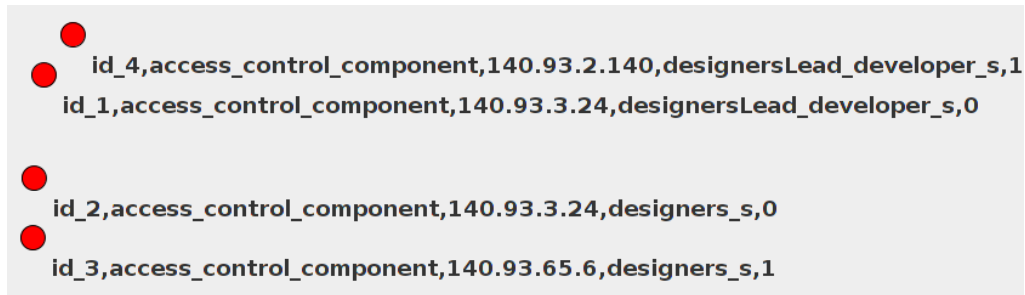 id_4,access_control_component,140.93.2.140,designersLead_developer_s,1
id_1,access_control_component,140.93.3.24,designersLead_developer_s,0
id_2,access_control_component,140.93.3.24,designers_s,0
id_3,access_control_component,140.93.65.6,designers_s,1